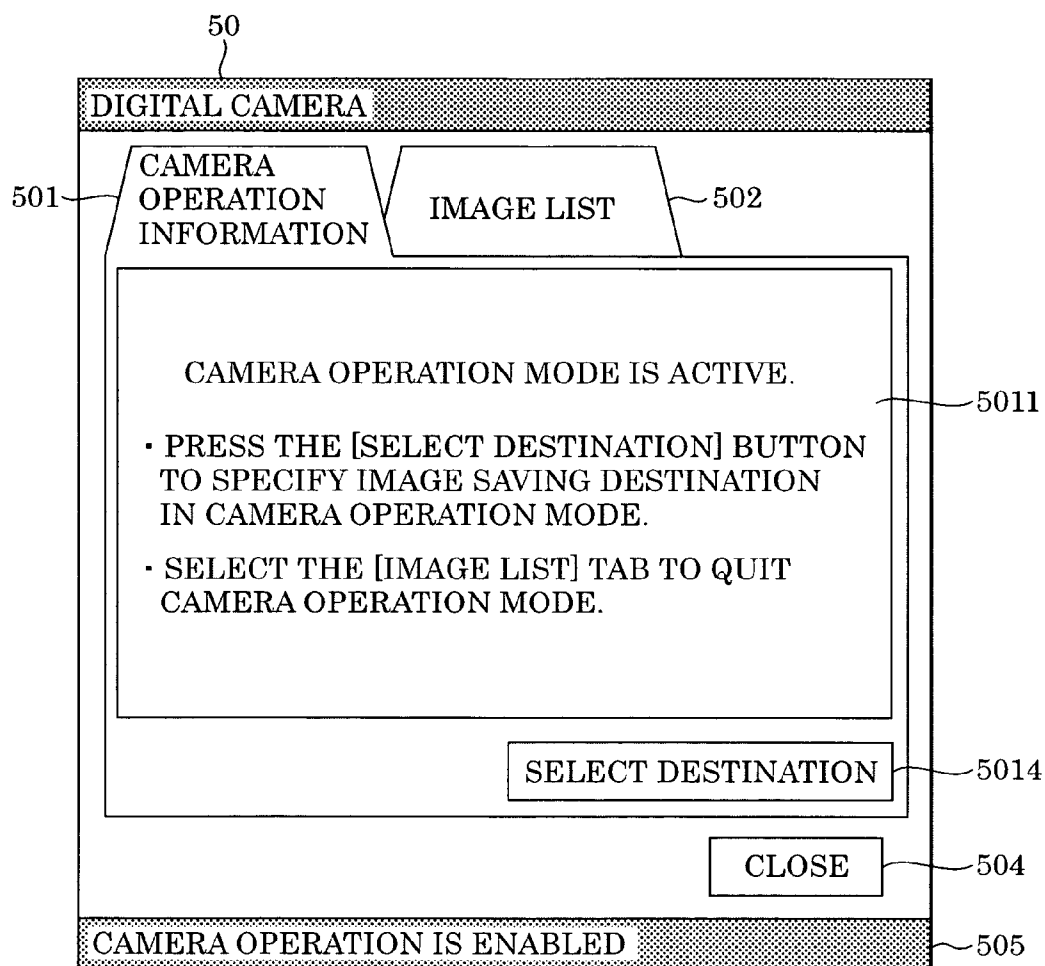 50
DIGITAL CAMERA
501
CAMERA
OPERATION
INFORMATION
IMAGE LIST
502
CAMERA OPERATION MODE IS ACTIVE.
5011
· PRESS THE [SELECT DESTINATION] BUTTON
TO SPECIFY IMAGE SAVING DESTINATION
IN CAMERA OPERATION MODE.
· SELECT THE [IMAGE LIST] TAB TO QUIT
CAMERA OPERATION MODE.
SELECT DESTINATION
5014
CLOSE
504
CAMERA OPERATION IS ENABLED
505